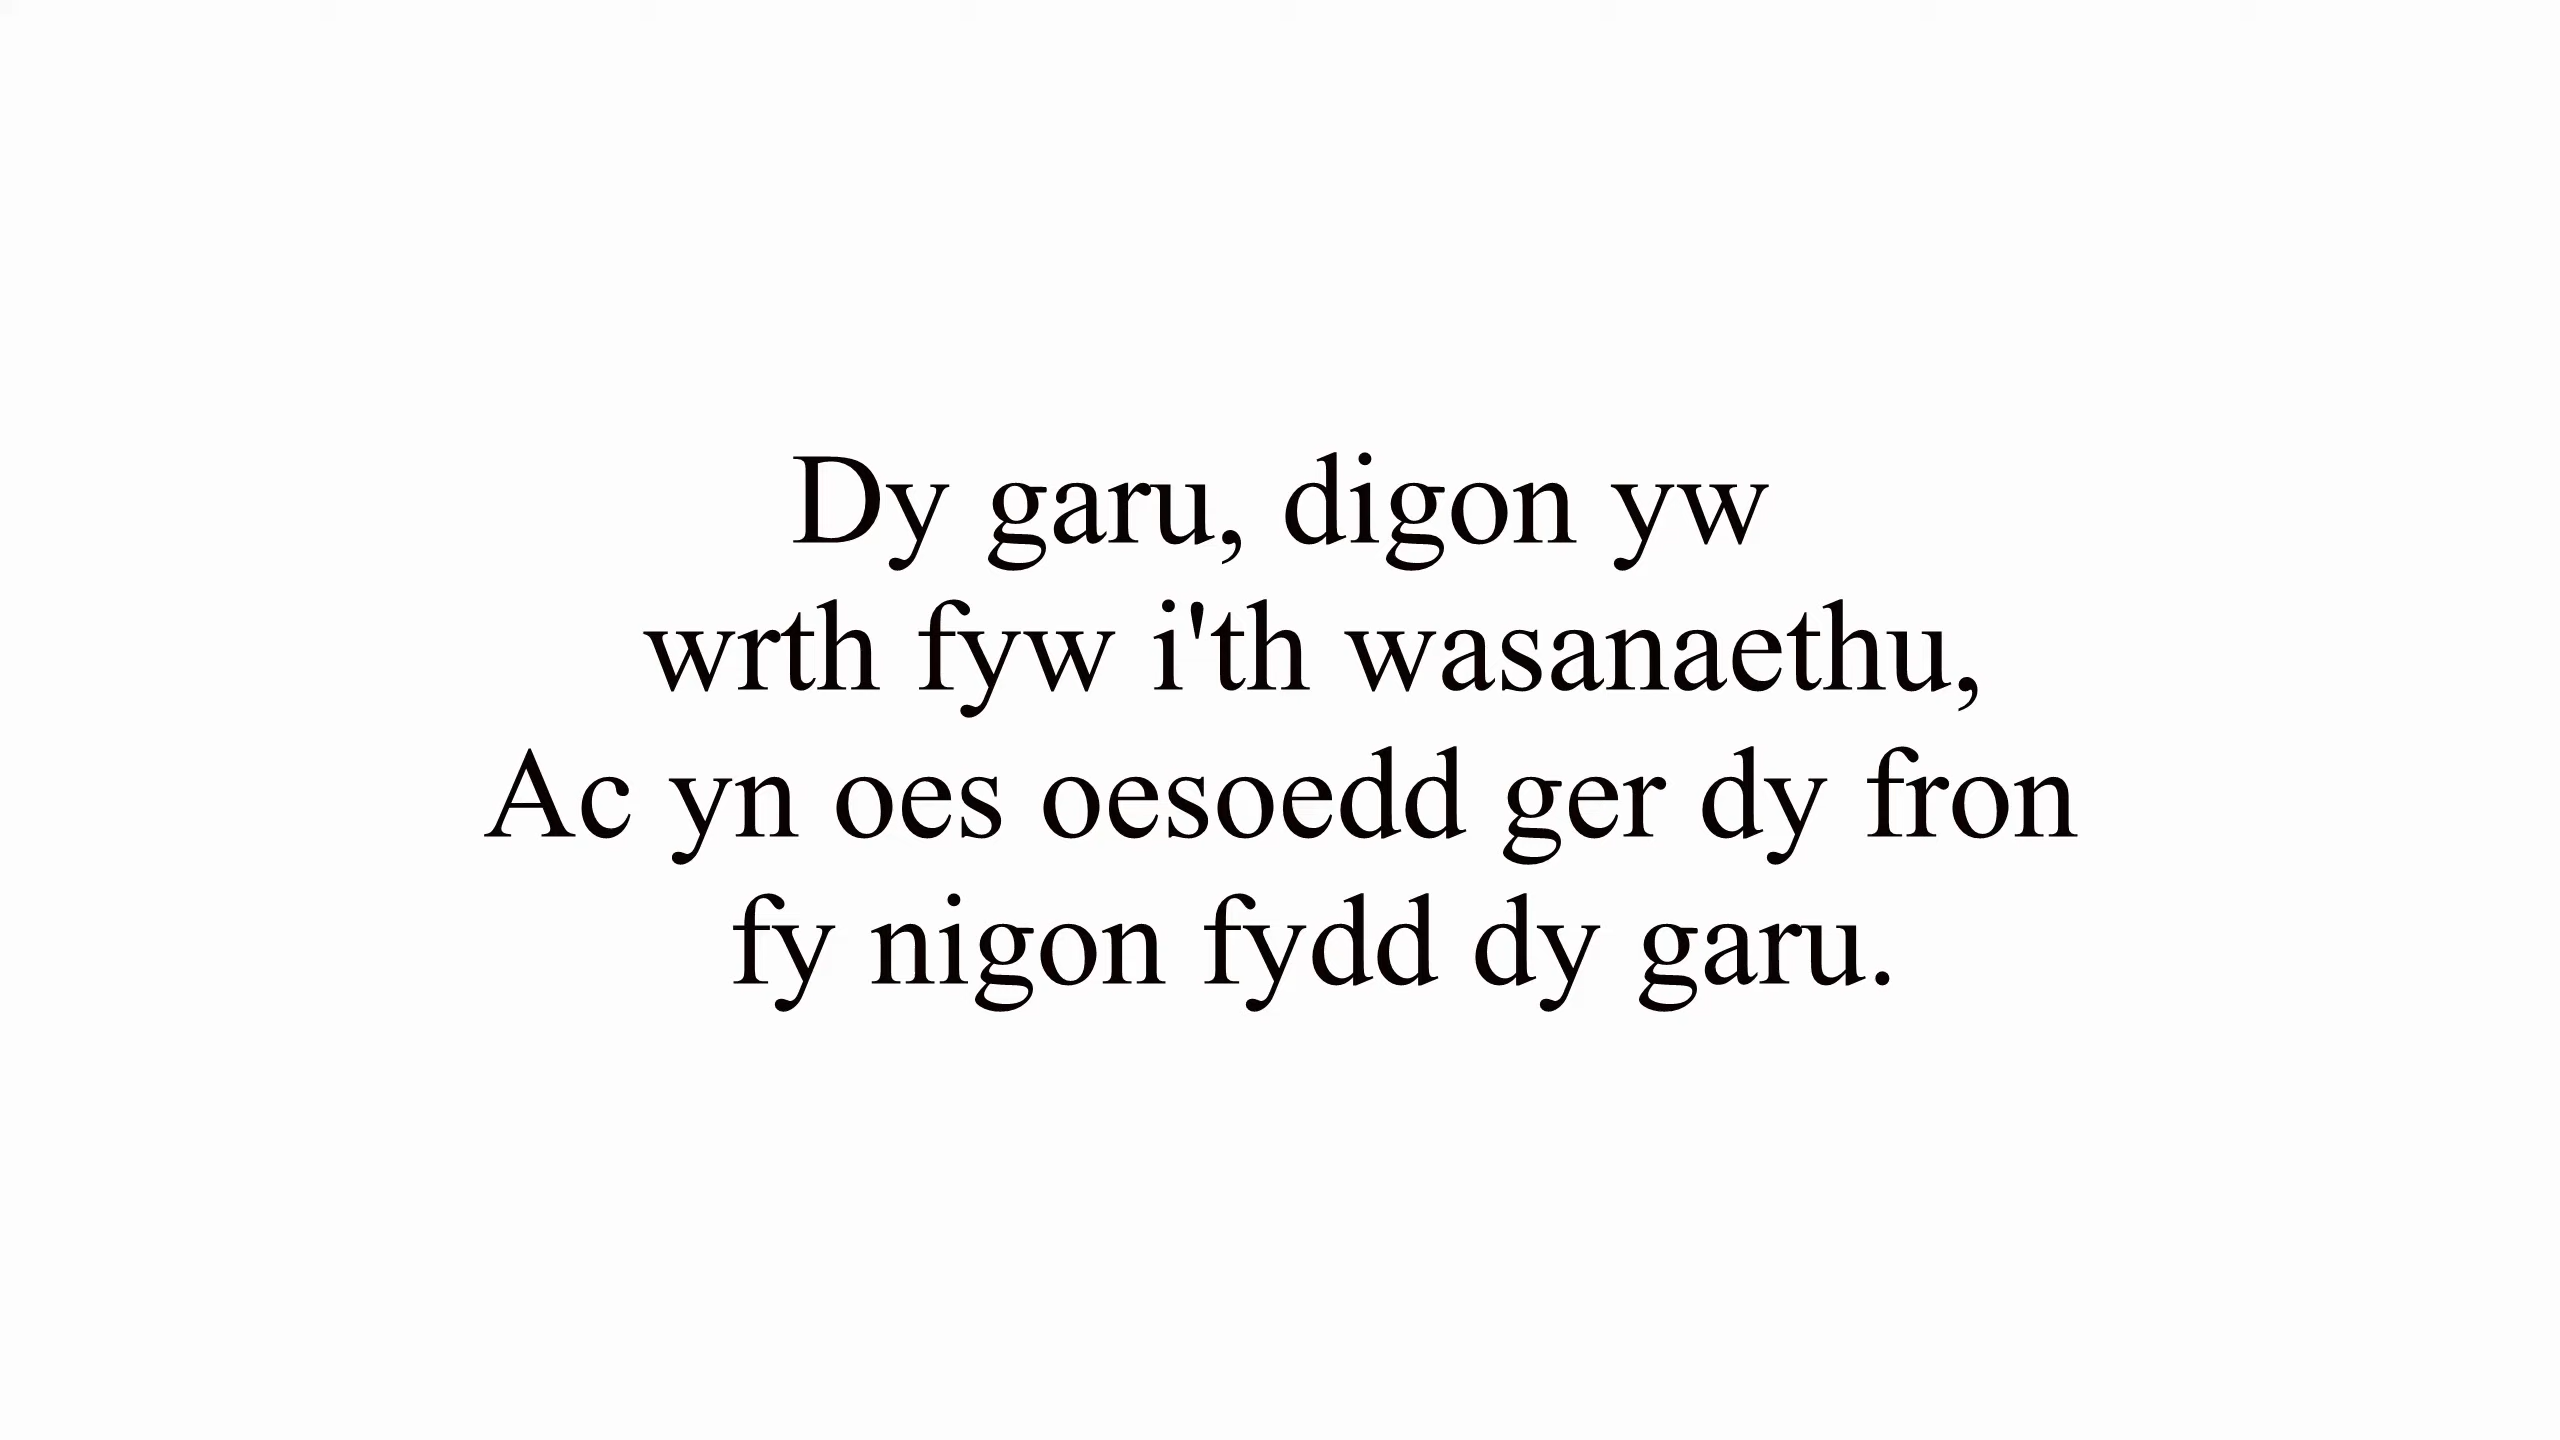 Dy garu, digon yw
wrth fyw i'th wasanaethu,
Ac yn oes oesoedd ger dy fron
fy nigon fydd dy garu.